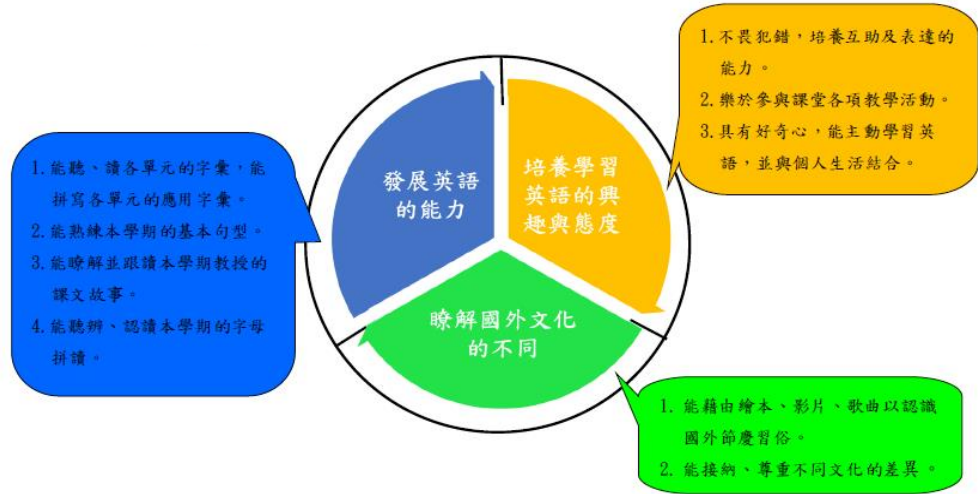 1.能聽、讀各單元的字彙，能
拼寫各單元的應用字彙。
2.能熟練本學期的基本句型。
3.能瞭解並跟讀本學期教授的
課文故事。
4.能聽辨、認讀本學期的字母
拼讀。
發展英語
的能力
培養學習
英語的興
趣與態度
1.不畏犯錯，培養互助及表達的
能力。
2.樂於參與課堂各項教學活動。
3.具有好奇心，能主動學習英
語，並與個人生活結合。
瞭解國外文化
的不同
1. 能藉由繪本、影片、歌曲以認識
國外節慶習俗。
2. 能接納、尊重不同文化的差異。